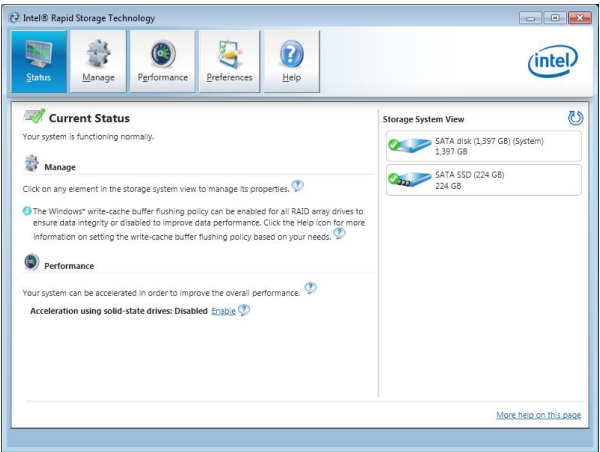 Intel® Rapid Storage Technology
Status
Manage
Performance
Preferences
Help
intel
Current Status
Your system is functioning normally.
Manage
Click on any element in the storage system view to manage its properties.
The Windows* write-cache buffer flushing policy can be enabled for all RAID array drives to
ensure data integrity or disabled to improve data performance. Click the Help icon for more
information on setting the write-cache buffer flushing policy based on your needs.
Performance
Your system can be accelerated in order to improve the overall performance.
Acceleration using solid-state drives: Disabled Enable
Storage System View
SATA disk (1,397 GB) (System)
1,397 GB
SATA SSD (224 GB)
224 GB
More help on this page